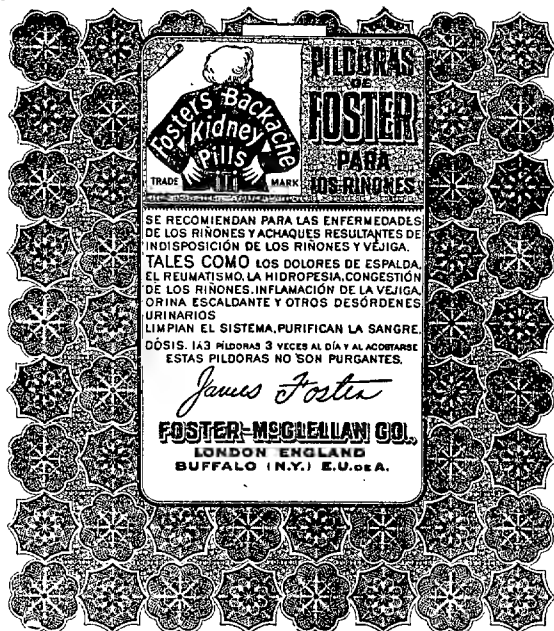 Foster's Backache
Kidney
Pills
TRADE MARK
PILDORAS
DE
FOSTER
PARA
LOS RIÑONES
SE RECOMIENDAN PARA LAS ENFERMEDADES
DE LOS RIÑONES Y ACHAQUES RESULTANTES DE
INDISPOSICIÓN DE LOS RIÑONES Y VEJIGA.
TALES COMO LOS DOLORES DE ESPALDA,
EL REUMATISMO, LA HIDROPESIA, CONGESTIÓN
DE LOS RIÑONES, INFLAMACIÓN DE LA VEJIGA,
ORINA ESCALDANTE Y OTROS DESÓRDENES
URINARIOS
LIMPIAN EL SISTEMA, PURIFICAN LA SANGRE.
DÓSIS. 1A3 PÍLDORAS 3 VECES AL DÍA Y AL ACOSTARSE
ESTAS PILDORAS NO SON PURGANTES.
James Foster
FOSTER-McCLELLAN CO.,
LONDON ENGLAND
BUFFALO (N.Y.) E.U. DE A.